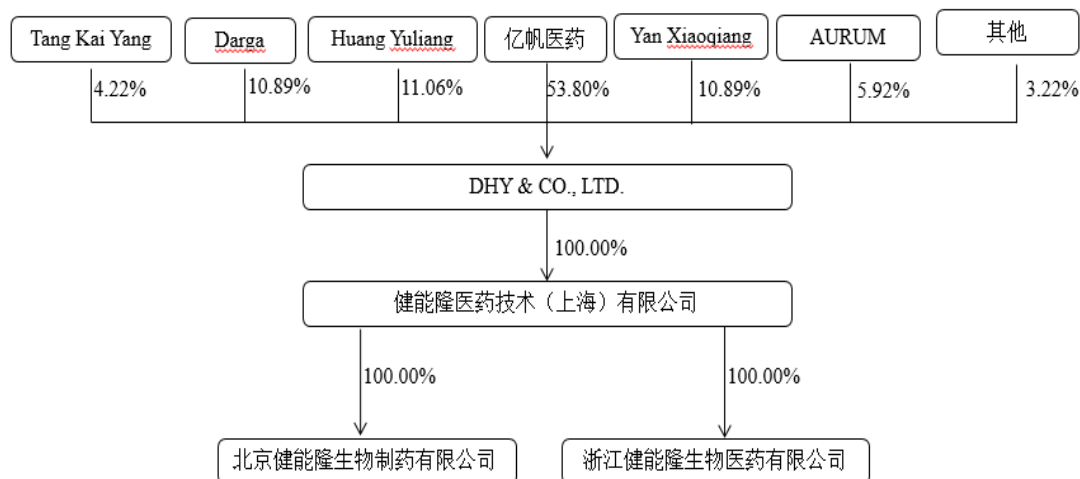 Tang Kai Yang
Darga
Huang Yuliang
亿帆医药
Yan Xiaoqiang
AURUM
其他
4.22%
10.89%
11.06%
53.80%
10.89%
5.92%
3.22%
DHY & CO., LTD.
100.00%
健能隆医药技术（上海）有限公司
100.00%
100.00%
北京健能隆生物制药有限公司
浙江健能隆生物医药有限公司